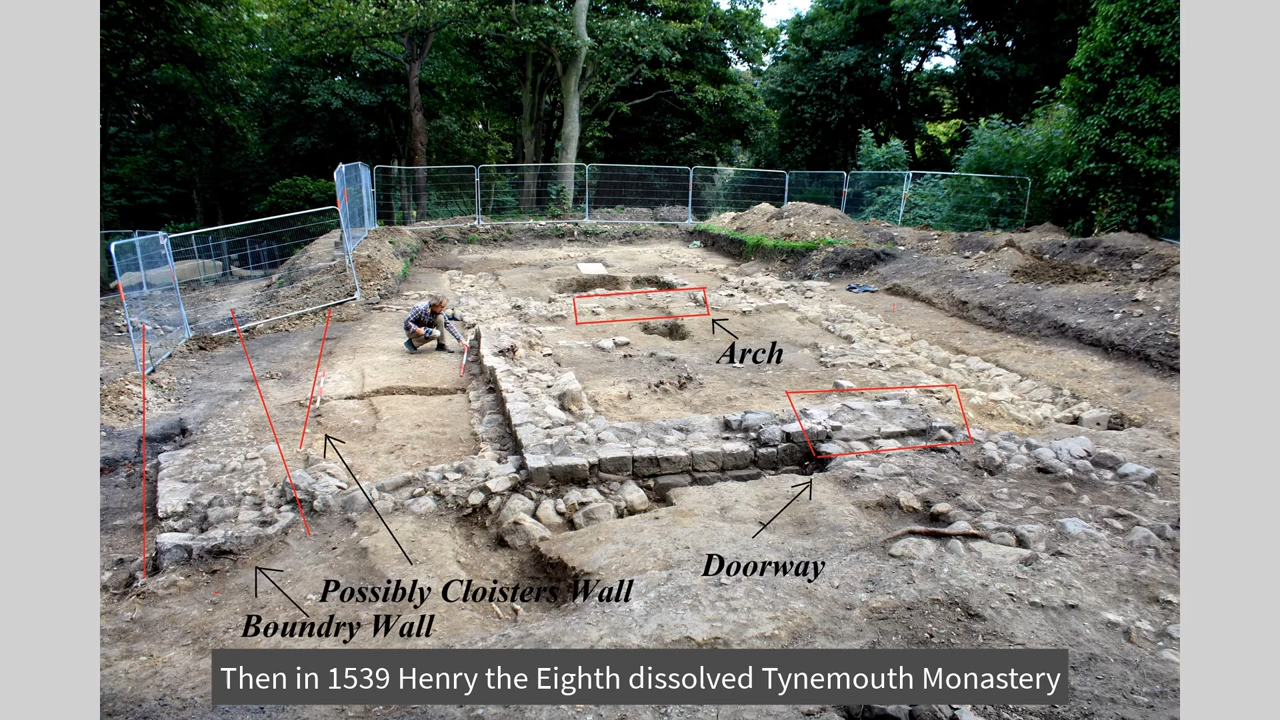 Arch
Doorway
Possibly Cloisters Wall
Boundry Wall
Then in 1539 Henry the Eighth dissolved Tynemouth Monastery